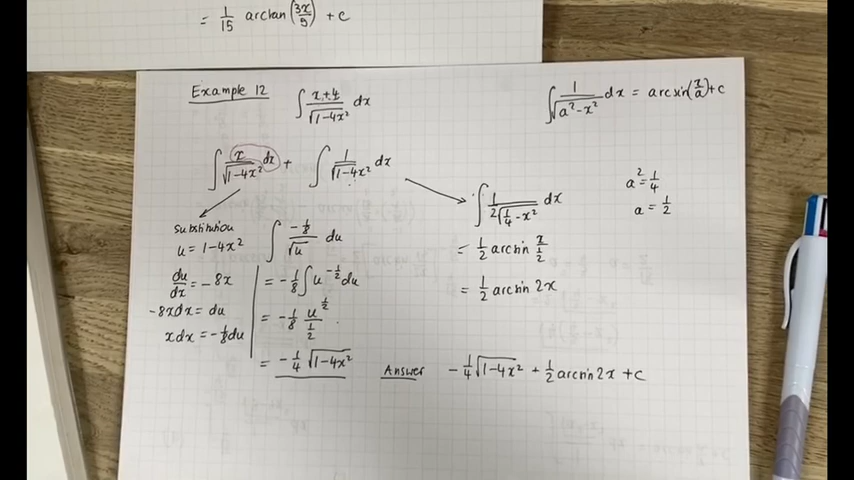 = 1/15 arctan(3x/5) + c
Example 12 ∫ x+4/√(1-4x²) dx
∫ 1/√(a²-x²) dx = arcsin(x/a)+c
∫ x/√(1-4x²) dx + ∫ 1/√(1-4x²) dx
∫ 1/(2√(1/4-x²)) dx
a² = 1/4
a = 1/2
= 1/2 arcsin x/(1/2)
= 1/2 arcsin 2x
substitution
u = 1-4x²
du/dx = -8x
-8xdx = du
xdx = -1/8 du
∫ (-1/8)/√u du
= -1/8 ∫ u^(-1/2) du
= -1/8 u^(1/2)/(1/2)
= -1/4 √(1-4x²)
Answer -1/4 √(1-4x²) + 1/2 arcsin 2x + c